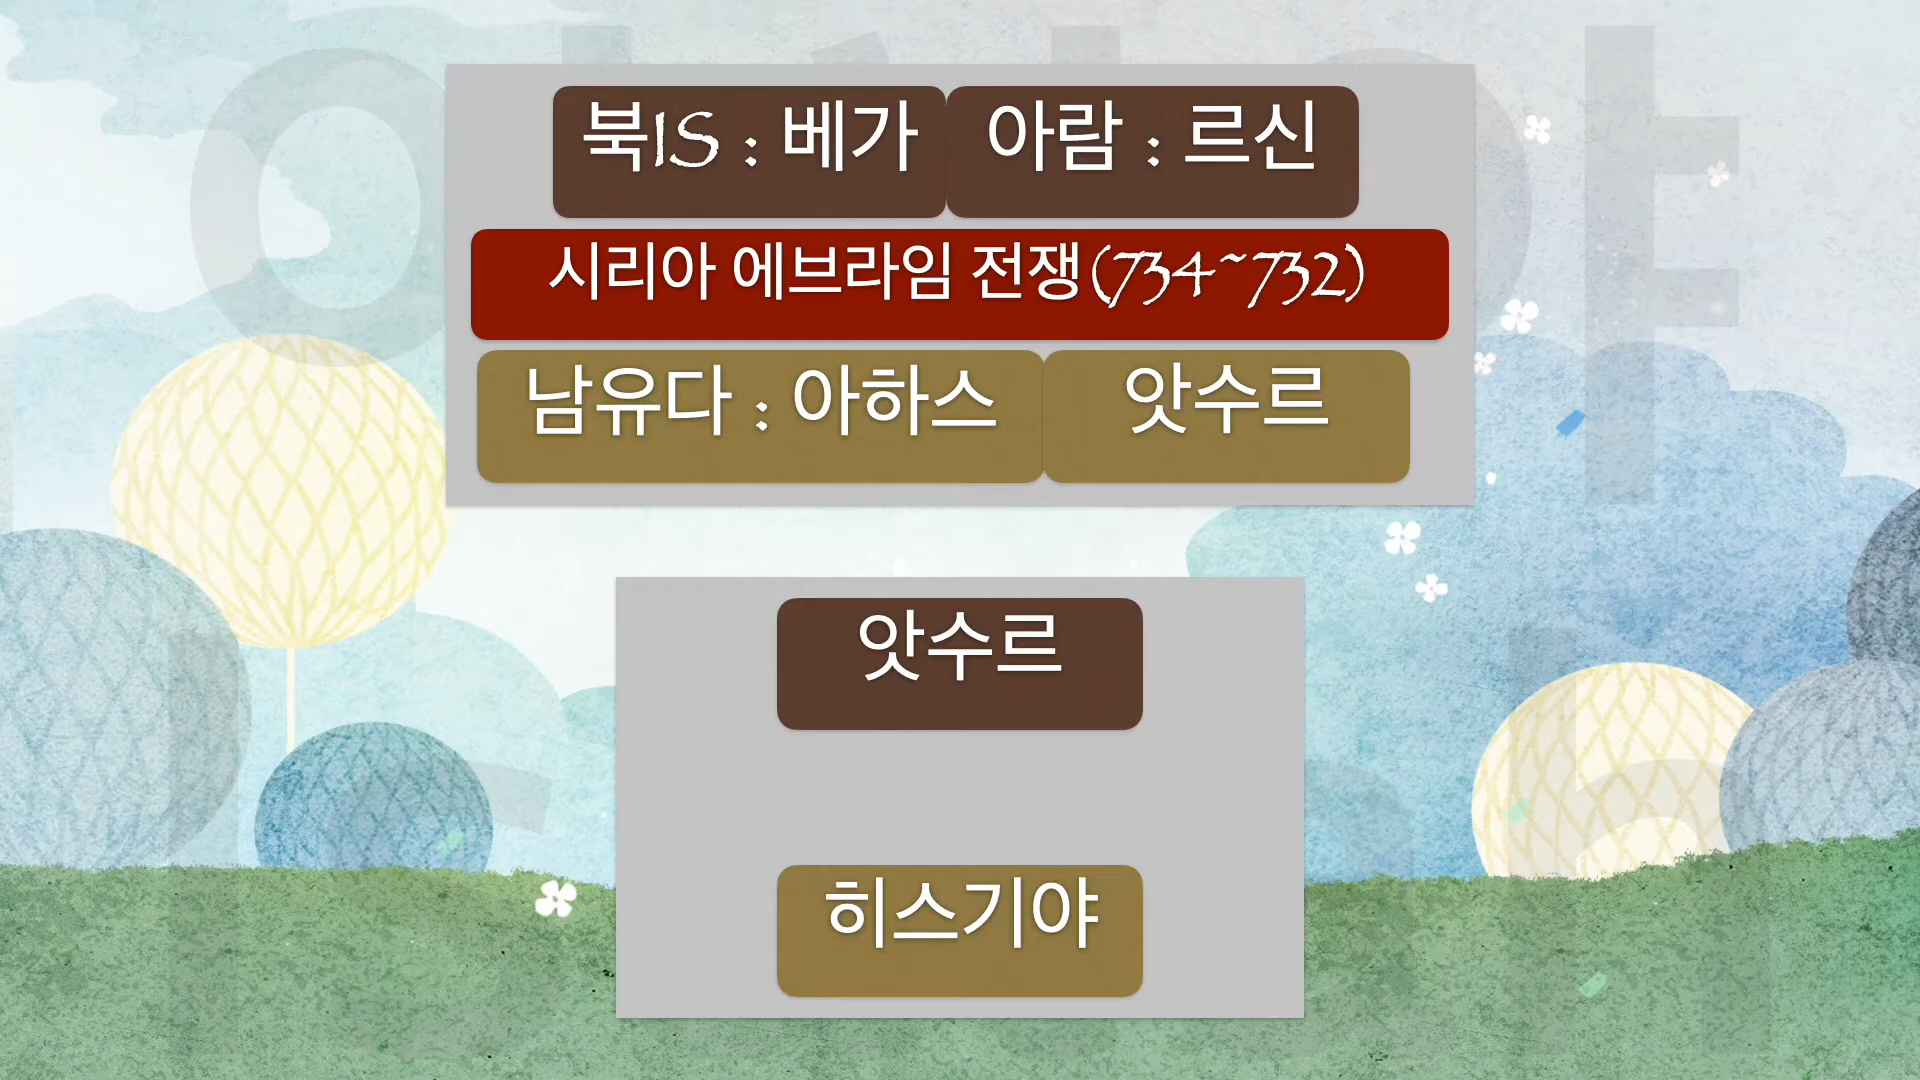 북IS : 베가 아람 : 르신
시리아 에브라임 전쟁(734~732)
남유다 : 아하스 앗수르
앗수르
히스기야